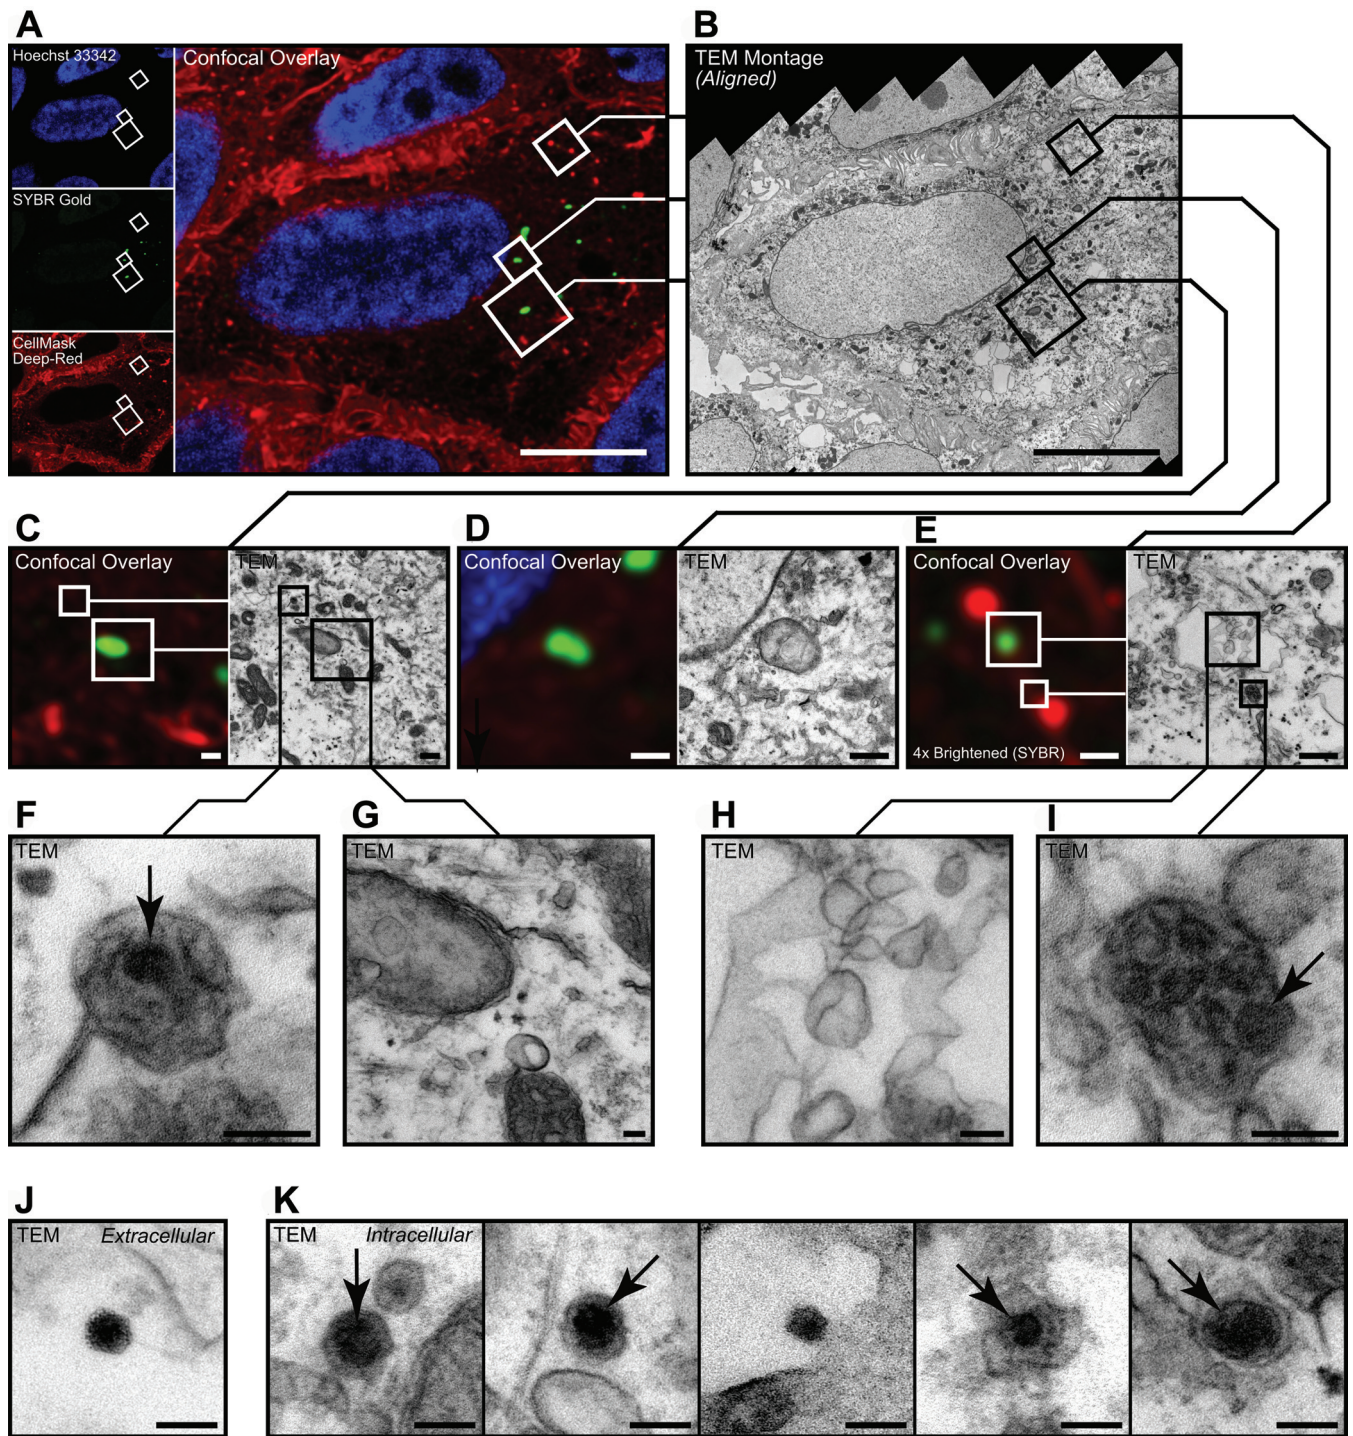 A
B
Hoechst 33342
Confocal Overlay
TEM Montage
(Aligned)
SYBR Gold
CellMask
Deep-Red
C
D
E
Confocal Overlay
TEM
Confocal Overlay
TEM
Confocal Overlay
TEM
4x Brightened (SYBR)
F
G
H
I
TEM
TEM
TEM
TEM
J
K
TEM
Extracellular
TEM
Intracellular